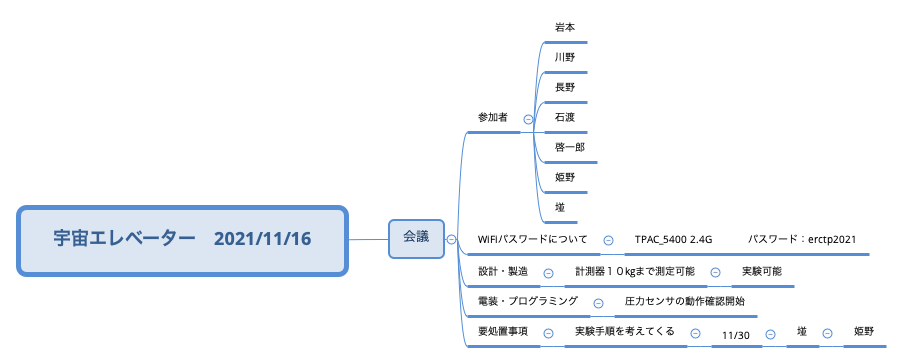 宇宙エレベーター 2021/11/16
会議
参加者
岩本
川野
長野
石渡
啓一郎
姫野
墐
WiFiパスワードについて
TPAC_5400 2.4G パスワード：erctp2021
設計・製造
計測器１０kgまで測定可能
実験可能
電装・プログラミング
圧力センサの動作確認開始
要処置事項
実験手順を考えてくる
11/30
墐
姫野